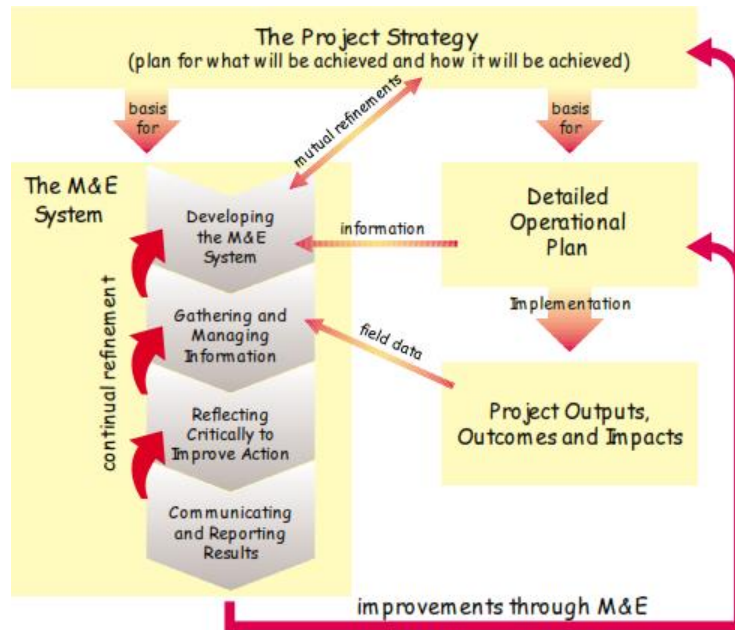 The Project Strategy
(plan for what will be achieved and how it will be achieved)
basis
for
mutual refinements
basis
for
The M&E
System
Developing
the M&E
System
information
Detailed
Operational
Plan
continual refinement
Gathering and
Managing
Information
field data
Implementation
Reflecting
Critically to
Improve Action
Project Outputs,
Outcomes and Impacts
Communicating
and Reporting
Results
improvements through M&E